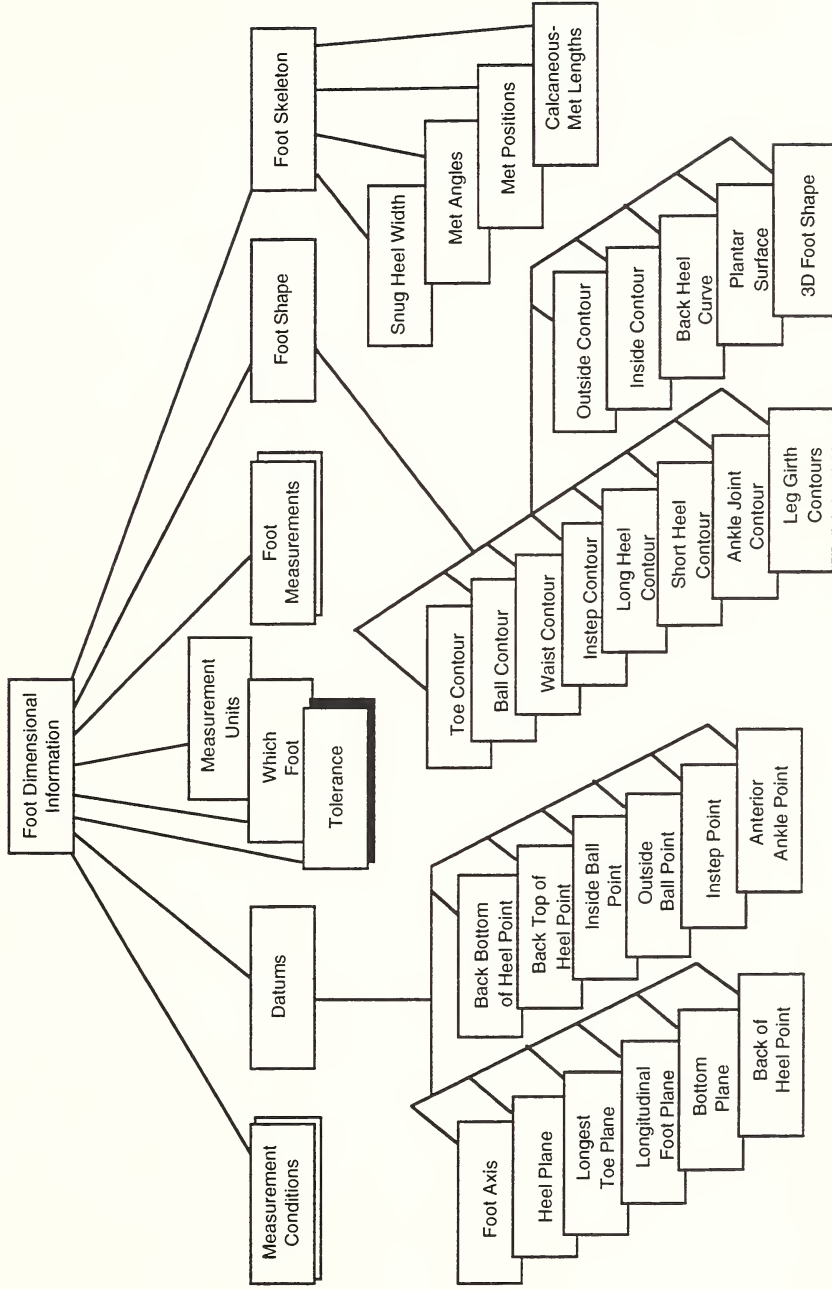 Foot Dimensional
Information
Measurement
Conditions
Datums
Measurement
Units
Which
Foot
Tolerance
Foot
Measurements
Foot Shape
Foot Skeleton
Foot Axis
Heel Plane
Longest
Toe Plane
Longitudinal
Foot Plane
Bottom
Plane
Back of
Heel Point
Back Bottom
of Heel Point
Back Top of
Heel Point
Inside Ball
Point
Outside
Ball Point
Instep Point
Anterior
Ankle Point
Toe Contour
Ball Contour
Waist Contour
Instep Contour
Long Heel
Contour
Short Heel
Contour
Ankle Joint
Contour
Leg Girth
Contours
Outside Contour
Inside Contour
Back Heel
Curve
Plantar
Surface
3D Foot Shape
Snug Heel Width
Met Angles
Met Positions
Calcaneous-
Met Lengths